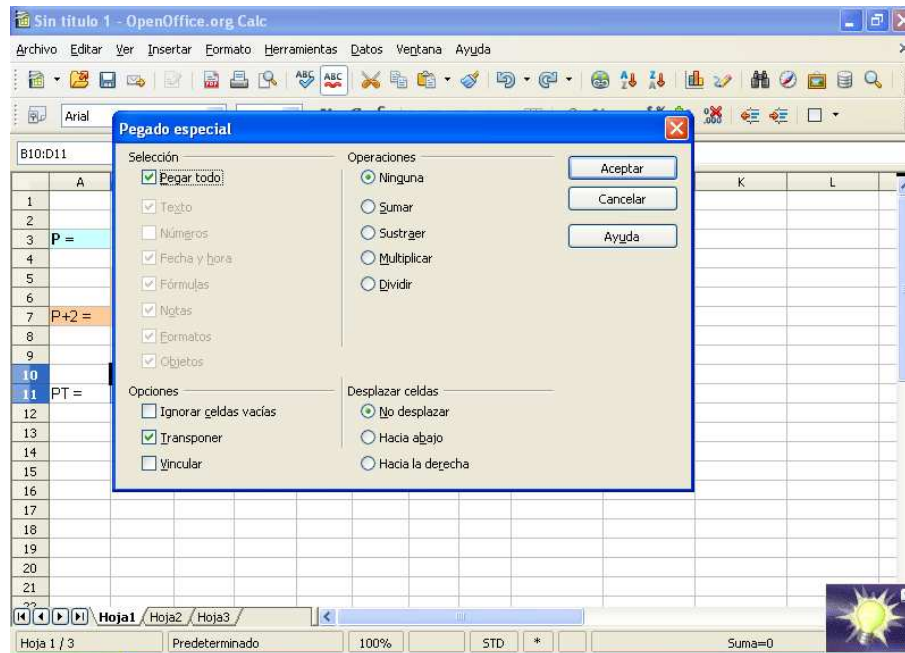 Sin título 1 - OpenOffice.org Calc
Archivo Editar Ver Insertar Formato Herramientas Datos Ventana Ayuda
Arial
Pegado especial
B10:D11
Selección
Operaciones
Pegar todo
Ninguna
Aceptar
Texto
Sumar
Cancelar
Números
Sustraer
Ayuda
Fecha y hora
Multiplicar
Fórmulas
Dividir
Notas
Formatos
Objetos
Opciones
Desplazar celdas
Ignorar celdas vacías
No desplazar
Transponer
Hacia abajo
Vincular
Hacia la derecha
A K L
1
2
3 P =
4
5
6
7 P+2 =
8
9
10
11 PT =
12
13
14
15
16
17
18
19
20
21
Hoja1 Hoja2 Hoja3
Hoja 1 / 3 Predeterminado 100% STD * Suma=0